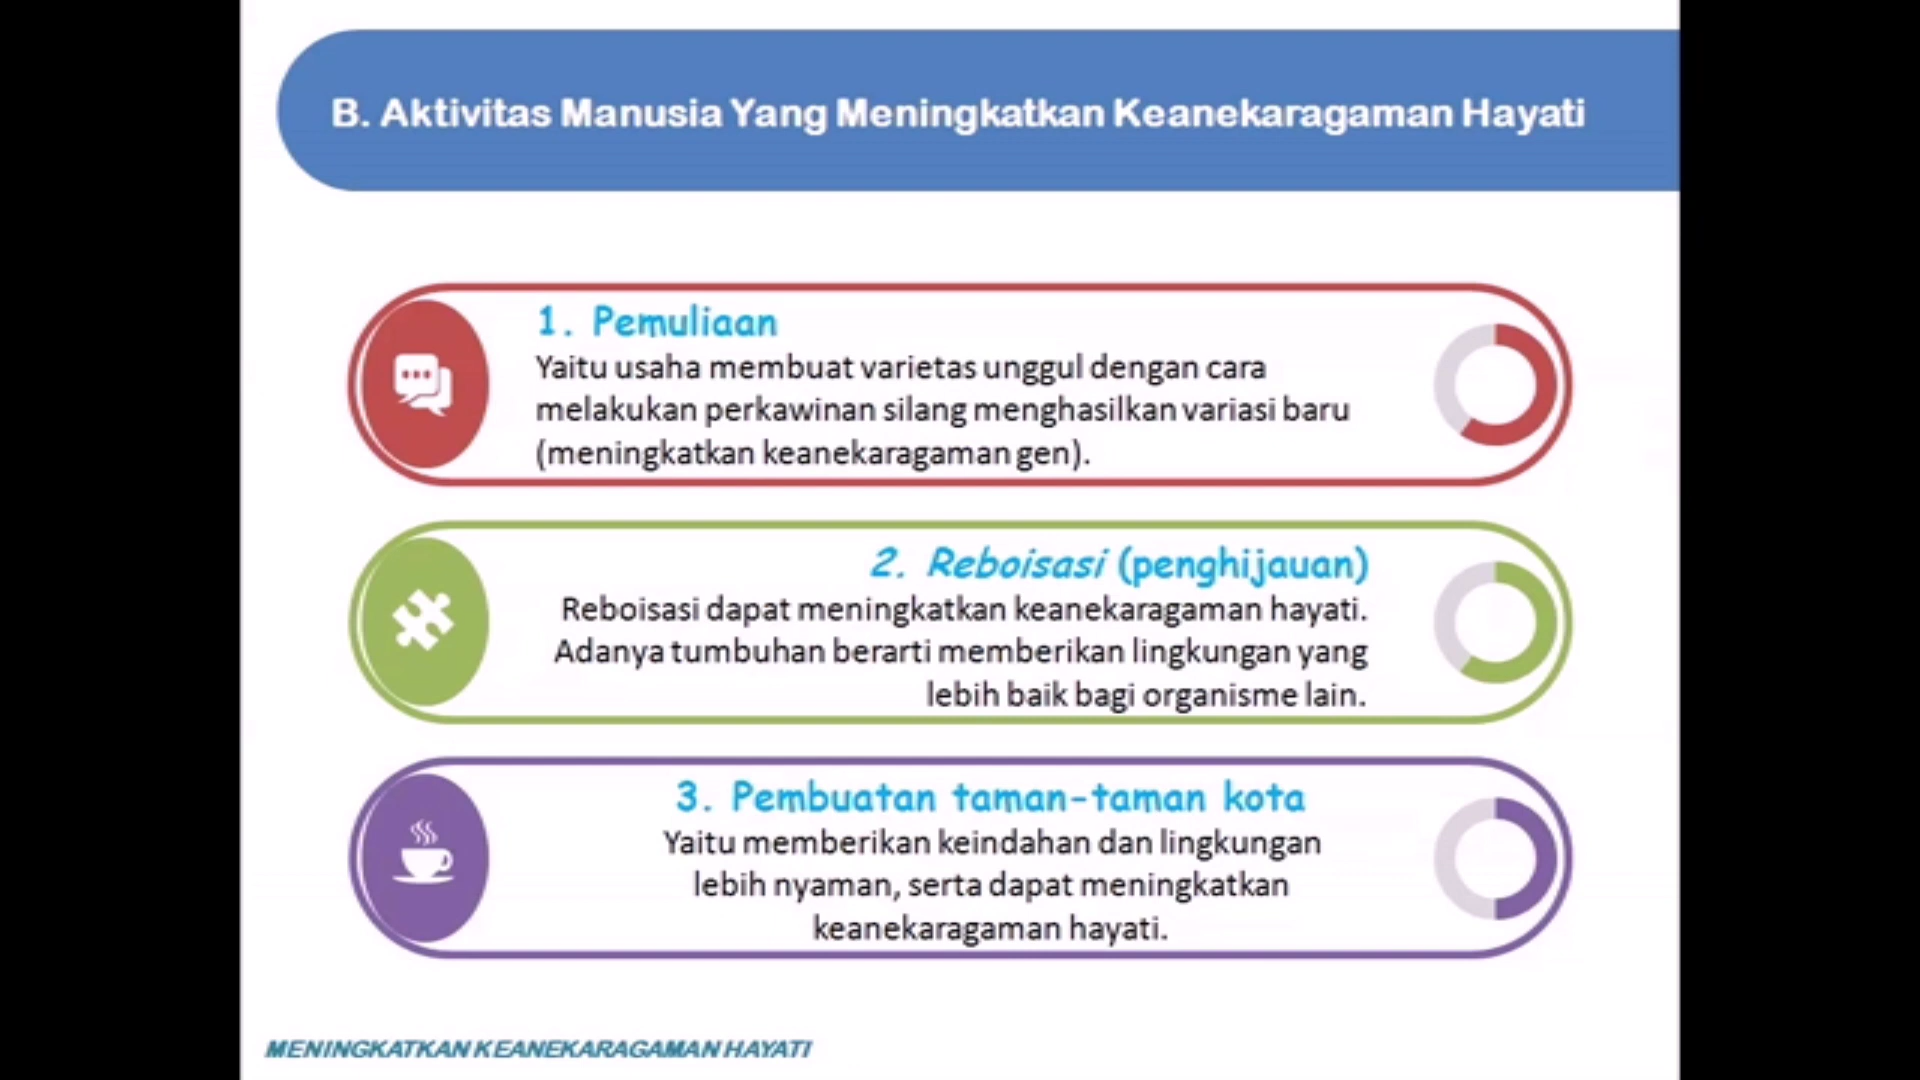 B. Aktivitas Manusia Yang Meningkatkan Keanekaragaman Hayati
1. Pemuliaan
Yaitu usaha membuat varietas unggul dengan cara
melakukan perkawinan silang menghasilkan variasi baru
(meningkatkan keanekaragaman gen).
2. Reboisasi (penghijauan)
Reboisasi dapat meningkatkan keanekaragaman hayati.
Adanya tumbuhan berarti memberikan lingkungan yang
lebih baik bagi organisme lain.
3. Pembuatan taman-taman kota
Yaitu memberikan keindahan dan lingkungan
lebih nyaman, serta dapat meningkatkan
keanekaragaman hayati.
MENINGKATKAN KEANEKARAGAMAN HAYATI